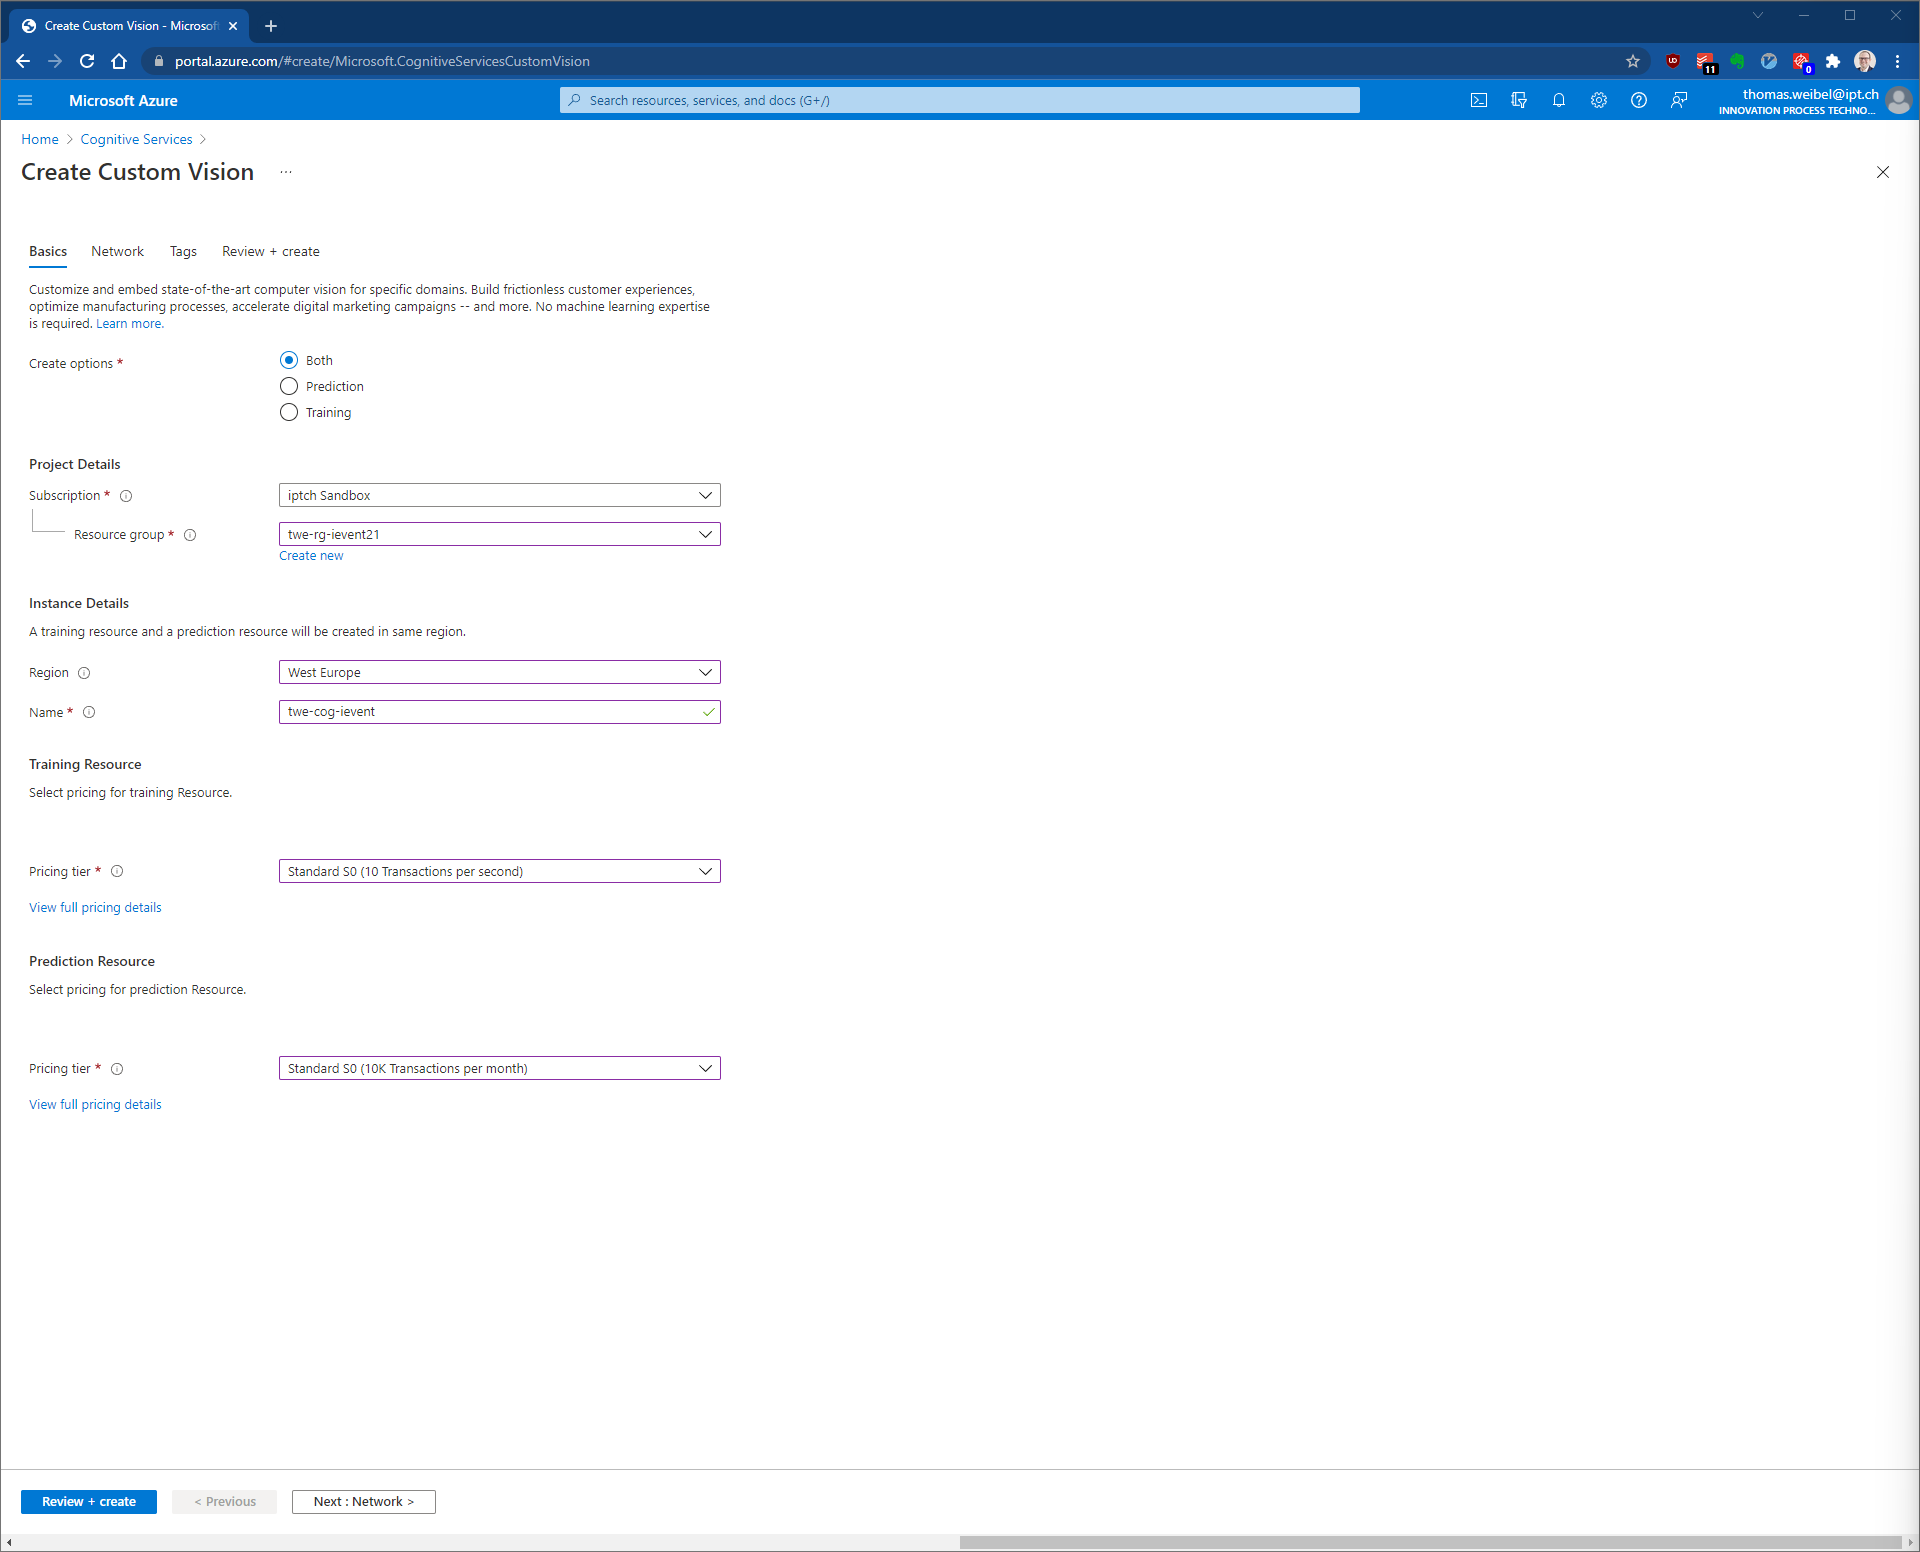 Create Custom Vision - Microsof
portal.azure.com/#create/Microsoft.CognitiveServicesCustomVision
UD
11
0
Microsoft Azure
Search resources, services, and docs (G+/)
thomas.weibel@ipt.ch
INNOVATION PROCESS TECHNO...
Home > Cognitive Services >
Create Custom Vision ...
Basics Network Tags Review + create
Customize and embed state-of-the-art computer vision for specific domains. Build frictionless customer experiences,
optimize manufacturing processes, accelerate digital marketing campaigns -- and more. No machine learning expertise
is required. Learn more.
Create options *
Both
Prediction
Training
Project Details
Subscription * iptch Sandbox
Resource group * twe-rg-ievent21
Create new
Instance Details
A training resource and a prediction resource will be created in same region.
Region West Europe
Name * twe-cog-ievent
Training Resource
Select pricing for training Resource.
Pricing tier * Standard S0 (10 Transactions per second)
View full pricing details
Prediction Resource
Select pricing for prediction Resource.
Pricing tier * Standard S0 (10K Transactions per month)
View full pricing details
Review + create < Previous Next : Network >